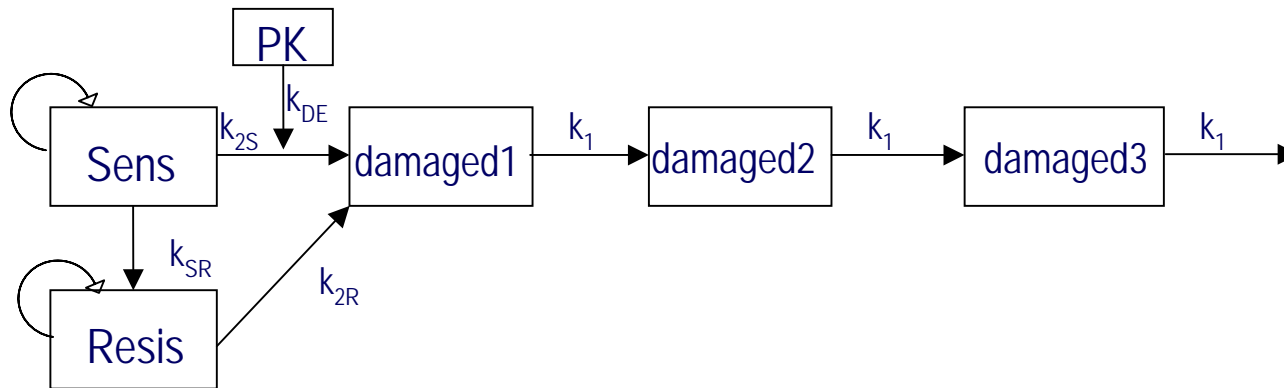 PK
k_DE
k_2S
k_1
k_1
k_1
Sens
damaged1
damaged2
damaged3
k_SR
k_2R
Resis